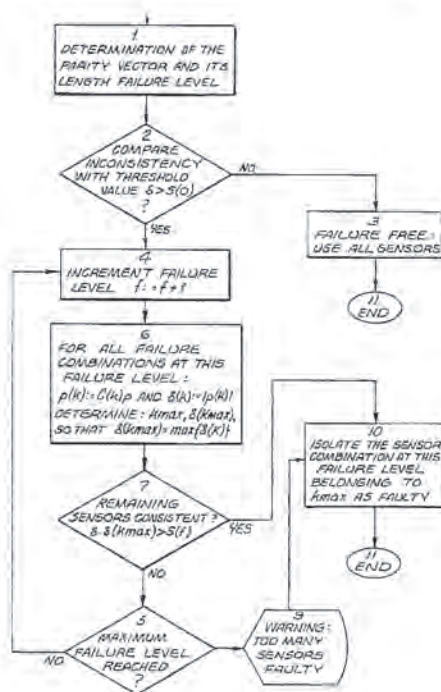 1
DETERMINATION OF THE
PARITY VECTOR AND ITS
LENGTH FAILURE LEVEL
2
COMPARE
INCONSISTENCY
WITH THRESHOLD
VALUE δ>S(0)
?
NO
YES
3
FAILURE FREE:
USE ALL SENSORS
11
END
4
INCREMENT FAILURE
LEVEL f:=f+1
6
FOR ALL FAILURE
COMBINATIONS AT THIS
FAILURE LEVEL:
p(k):=C(k)p AND δ(k):=|p(k)|
DETERMINE: kmax, δ(kmax),
SO THAT δ(kmax)=max{δ(k)}
7
REMAINING
SENSORS CONSISTENT?
δ-δ(kmax)>S(f)
YES
NO
10
ISOLATE THE SENSOR
COMBINATION AT THIS
FAILURE LEVEL
BELONGING TO
kmax AS FAULTY
11
END
5
MAXIMUM
FAILURE LEVEL
REACHED
?
NO
9
WARNING:
TOO MANY
SENSORS
FAULTY